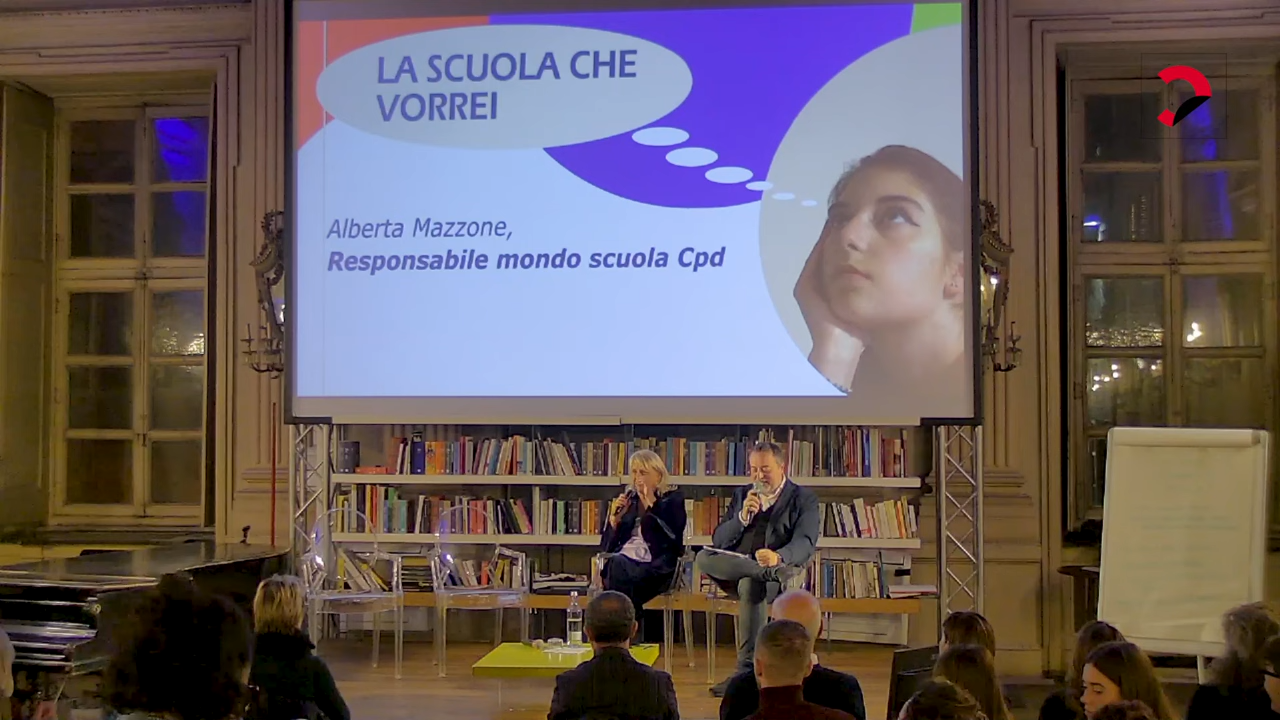 LA SCUOLA CHE
VORREI
Alberta Mazzone,
Responsabile mondo scuola Cpd